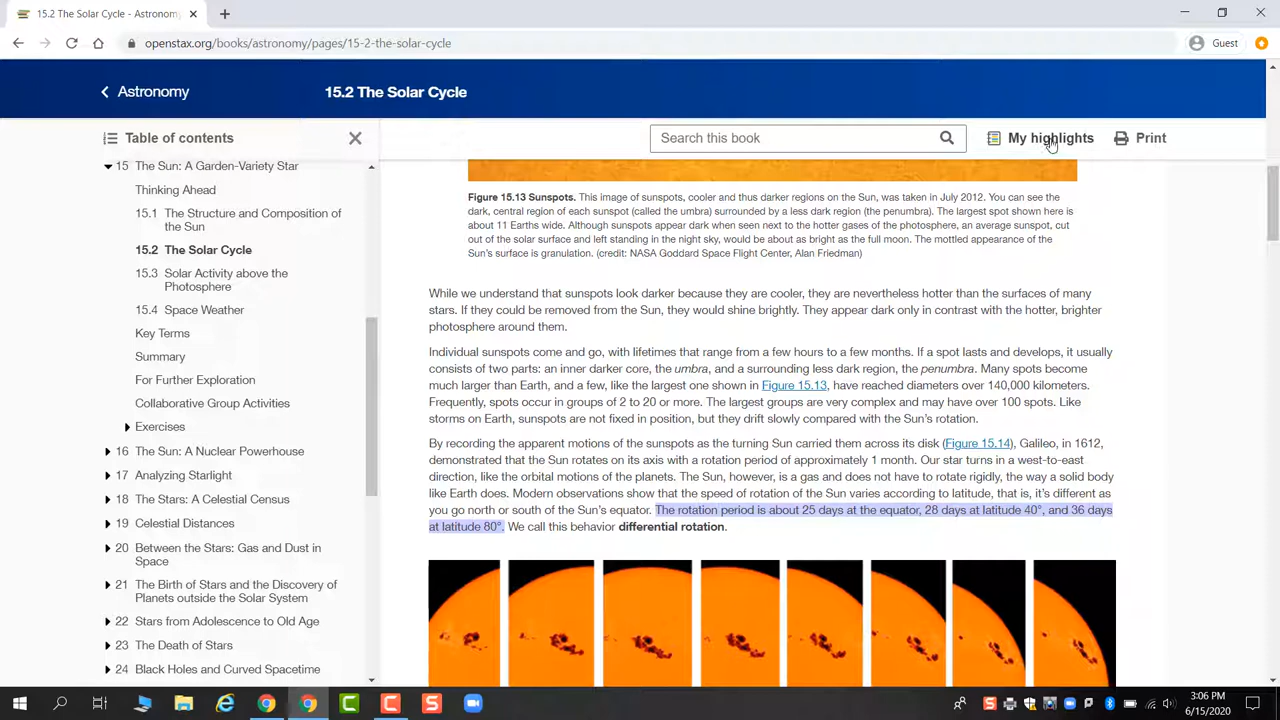 15.2 The Solar Cycle - Astronom
openstax.org/books/astronomy/pages/15-2-the-solar-cycle
Guest
Astronomy
15.2 The Solar Cycle
Table of contents
Search this book
My highlights
Print
15 The Sun: A Garden-Variety Star
Thinking Ahead
15.1 The Structure and Composition of
the Sun
15.2 The Solar Cycle
15.3 Solar Activity above the
Photosphere
15.4 Space Weather
Key Terms
Summary
For Further Exploration
Collaborative Group Activities
Exercises
16 The Sun: A Nuclear Powerhouse
17 Analyzing Starlight
18 The Stars: A Celestial Census
19 Celestial Distances
20 Between the Stars: Gas and Dust in
Space
21 The Birth of Stars and the Discovery of
Planets outside the Solar System
22 Stars from Adolescence to Old Age
23 The Death of Stars
24 Black Holes and Curved Spacetime
Figure 15.13 Sunspots. This image of sunspots, cooler and thus darker regions on the Sun, was taken in July 2012. You can see the
dark, central region of each sunspot (called the umbra) surrounded by a less dark region (the penumbra). The largest spot shown here is
about 11 Earths wide. Although sunspots appear dark when seen next to the hotter gases of the photosphere, an average sunspot, cut
out of the solar surface and left standing in the night sky, would be about as bright as the full moon. The mottled appearance of the
Sun's surface is granulation. (credit: NASA Goddard Space Flight Center, Alan Friedman)
While we understand that sunspots look darker because they are cooler, they are nevertheless hotter than the surfaces of many
stars. If they could be removed from the Sun, they would shine brightly. They appear dark only in contrast with the hotter, brighter
photosphere around them.
Individual sunspots come and go, with lifetimes that range from a few hours to a few months. If a spot lasts and develops, it usually
consists of two parts: an inner darker core, the umbra, and a surrounding less dark region, the penumbra. Many spots become
much larger than Earth, and a few, like the largest one shown in Figure 15.13, have reached diameters over 140,000 kilometers.
Frequently, spots occur in groups of 2 to 20 or more. The largest groups are very complex and may have over 100 spots. Like
storms on Earth, sunspots are not fixed in position, but they drift slowly compared with the Sun's rotation.
By recording the apparent motions of the sunspots as the turning Sun carried them across its disk (Figure 15.14), Galileo, in 1612,
demonstrated that the Sun rotates on its axis with a rotation period of approximately 1 month. Our star turns in a west-to-east
direction, like the orbital motions of the planets. The Sun, however, is a gas and does not have to rotate rigidly, the way a solid body
like Earth does. Modern observations show that the speed of rotation of the Sun varies according to latitude, that is, it's different as
you go north or south of the Sun's equator. The rotation period is about 25 days at the equator, 28 days at latitude 40°, and 36 days
at latitude 80°. We call this behavior differential rotation.
3:06 PM
6/15/2020